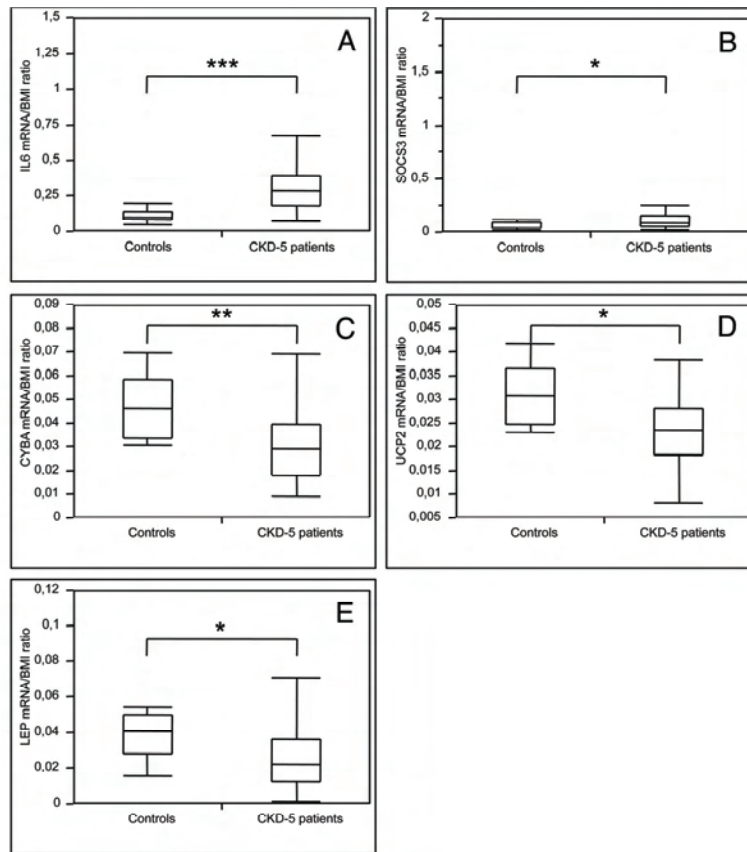 A
IL6 mRNA/BMI ratio
1,5
1,25
1
0,75
0,5
0,25
0
***
Controls
CKD-5 patients
B
SOCS3 mRNA/BMI ratio
2
1,5
1
0,5
0
*
Controls
CKD-5 patients
C
CYBA mRNA/BMI ratio
0,09
0,08
0,07
0,06
0,05
0,04
0,03
0,02
0,01
0
**
Controls
CKD-5 patients
D
UCP2 mRNA/BMI ratio
0,05
0,045
0,04
0,035
0,03
0,025
0,02
0,015
0,01
0,005
*
Controls
CKD-5 patients
E
LEP mRNA/BMI ratio
0,12
0,1
0,08
0,06
0,04
0,02
0
*
Controls
CKD-5 patients